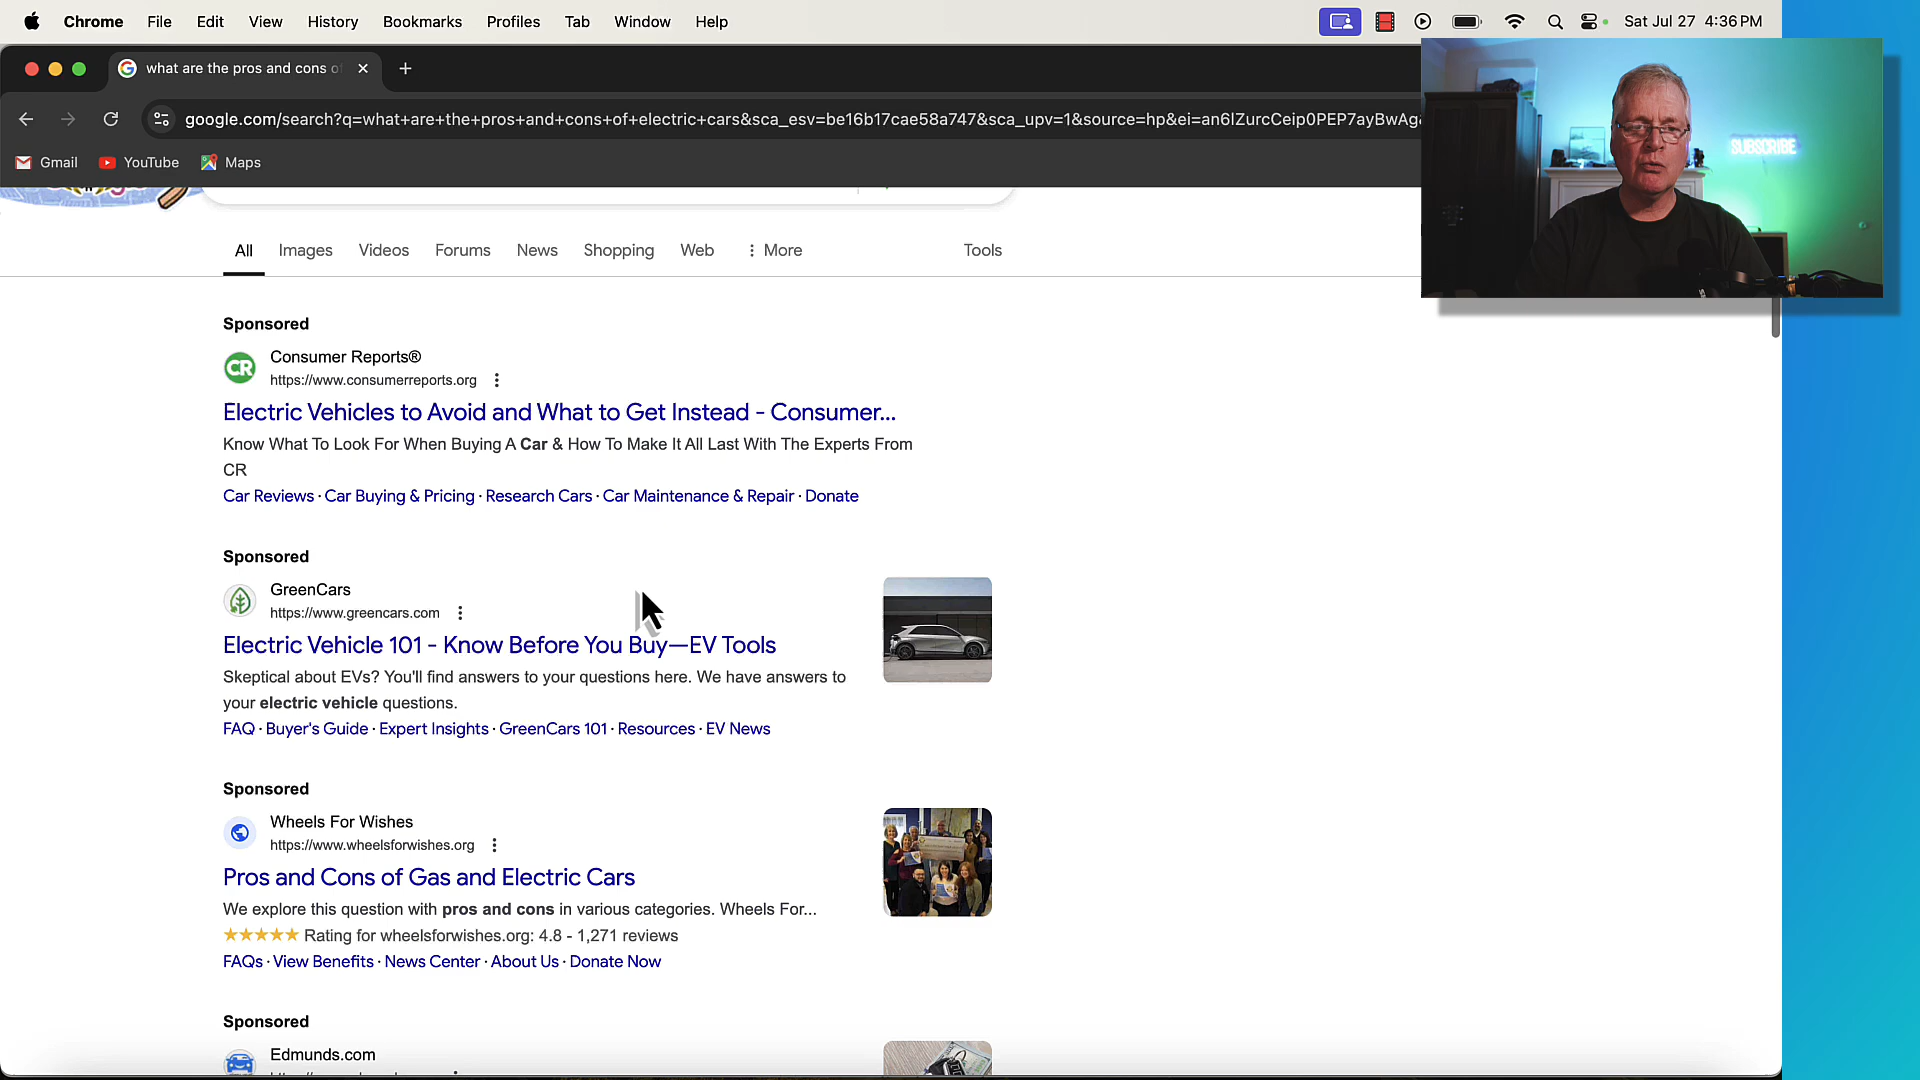 Chrome File Edit View History Bookmarks Profiles Tab Window Help Sat Jul 27 4:36 PM
what are the pros and cons o
google.com/search?q=what+are+the+pros+and+cons+of+electric+cars&sca_esv=be16b17cae58a747&sca_upv=1&source=hp&ei=an6lZurcCeip0PEP7ayBwAg
Gmail YouTube Maps
SUBSCRIBE
All Images Videos Forums News Shopping Web More Tools
Sponsored
CR Consumer Reports®
https://www.consumerreports.org
Electric Vehicles to Avoid and What to Get Instead - Consumer...
Know What To Look For When Buying A Car & How To Make It All Last With The Experts From
CR
Car Reviews · Car Buying & Pricing · Research Cars · Car Maintenance & Repair · Donate
Sponsored
GreenCars
https://www.greencars.com
Electric Vehicle 101 - Know Before You Buy—EV Tools
Skeptical about EVs? You'll find answers to your questions here. We have answers to
your electric vehicle questions.
FAQ · Buyer's Guide · Expert Insights · GreenCars 101 · Resources · EV News
Sponsored
Wheels For Wishes
https://www.wheelsforwishes.org
Pros and Cons of Gas and Electric Cars
We explore this question with pros and cons in various categories. Wheels For...
★★★★★ Rating for wheelsforwishes.org: 4.8 - 1,271 reviews
FAQs · View Benefits · News Center · About Us · Donate Now
Sponsored
Edmunds.com